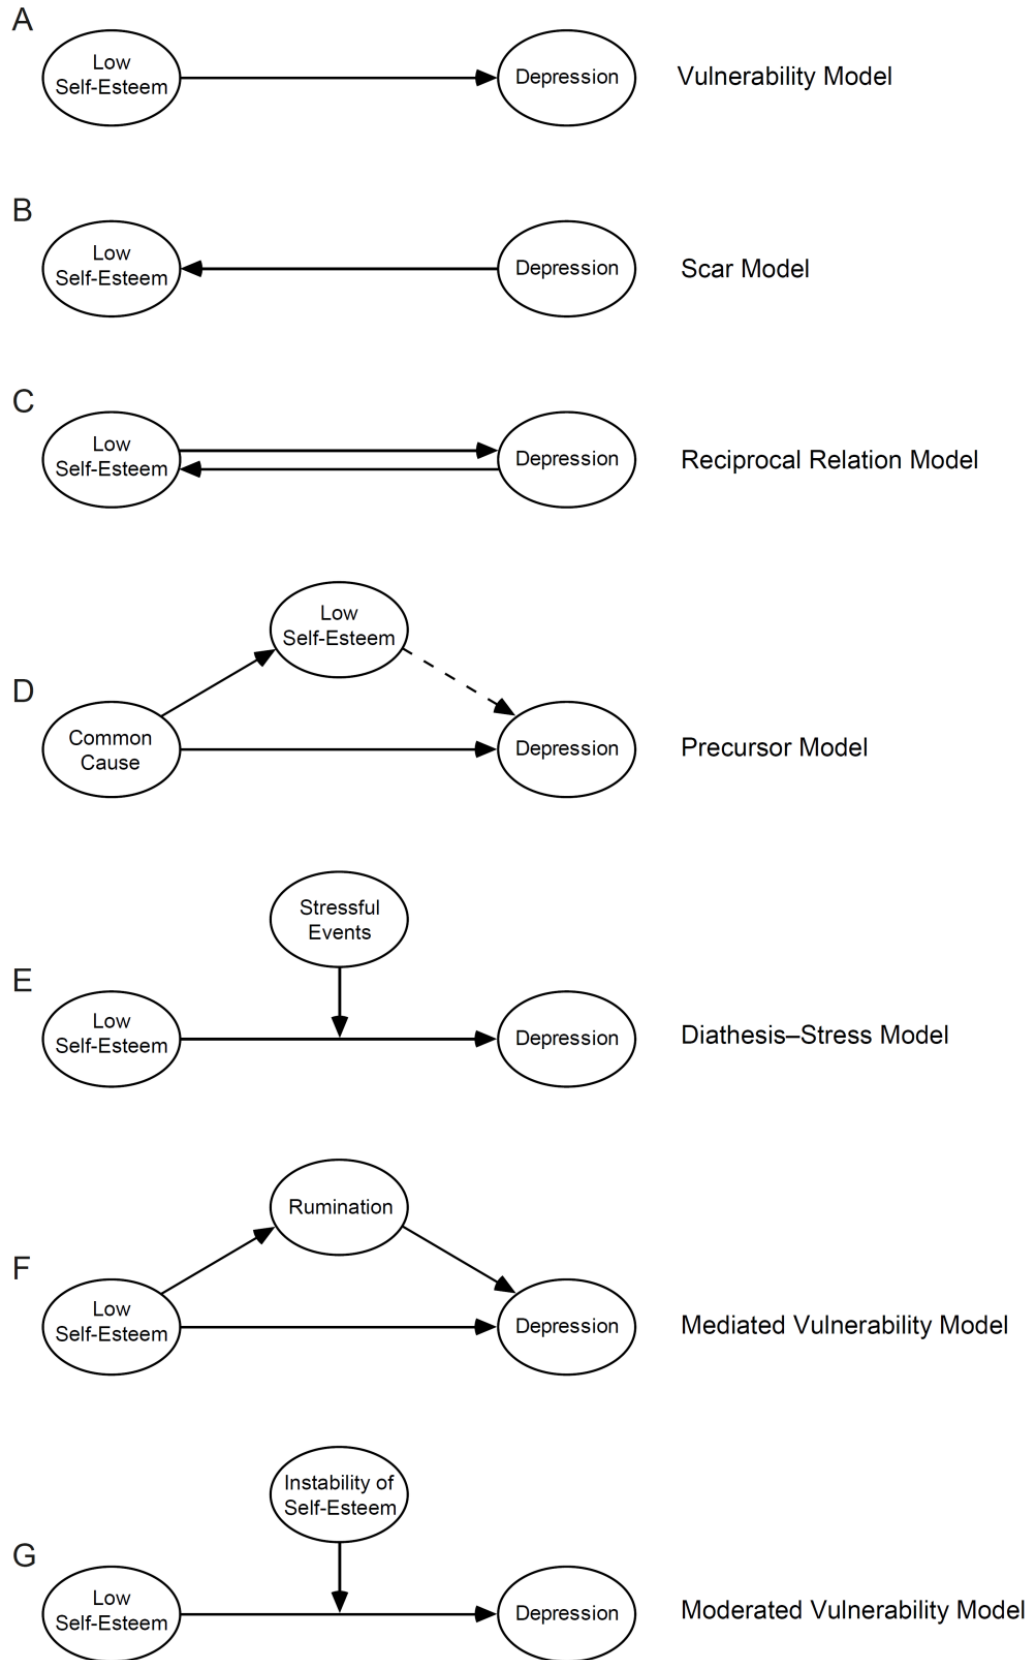 A
Low
Self-Esteem
Depression
Vulnerability Model
B
Low
Self-Esteem
Depression
Scar Model
C
Low
Self-Esteem
Depression
Reciprocal Relation Model
Low
Self-Esteem
D
Common
Cause
Depression
Precursor Model
Stressful
Events
E
Low
Self-Esteem
Depression
Diathesis–Stress Model
Rumination
F
Low
Self-Esteem
Depression
Mediated Vulnerability Model
Instability of
Self-Esteem
G
Low
Self-Esteem
Depression
Moderated Vulnerability Model